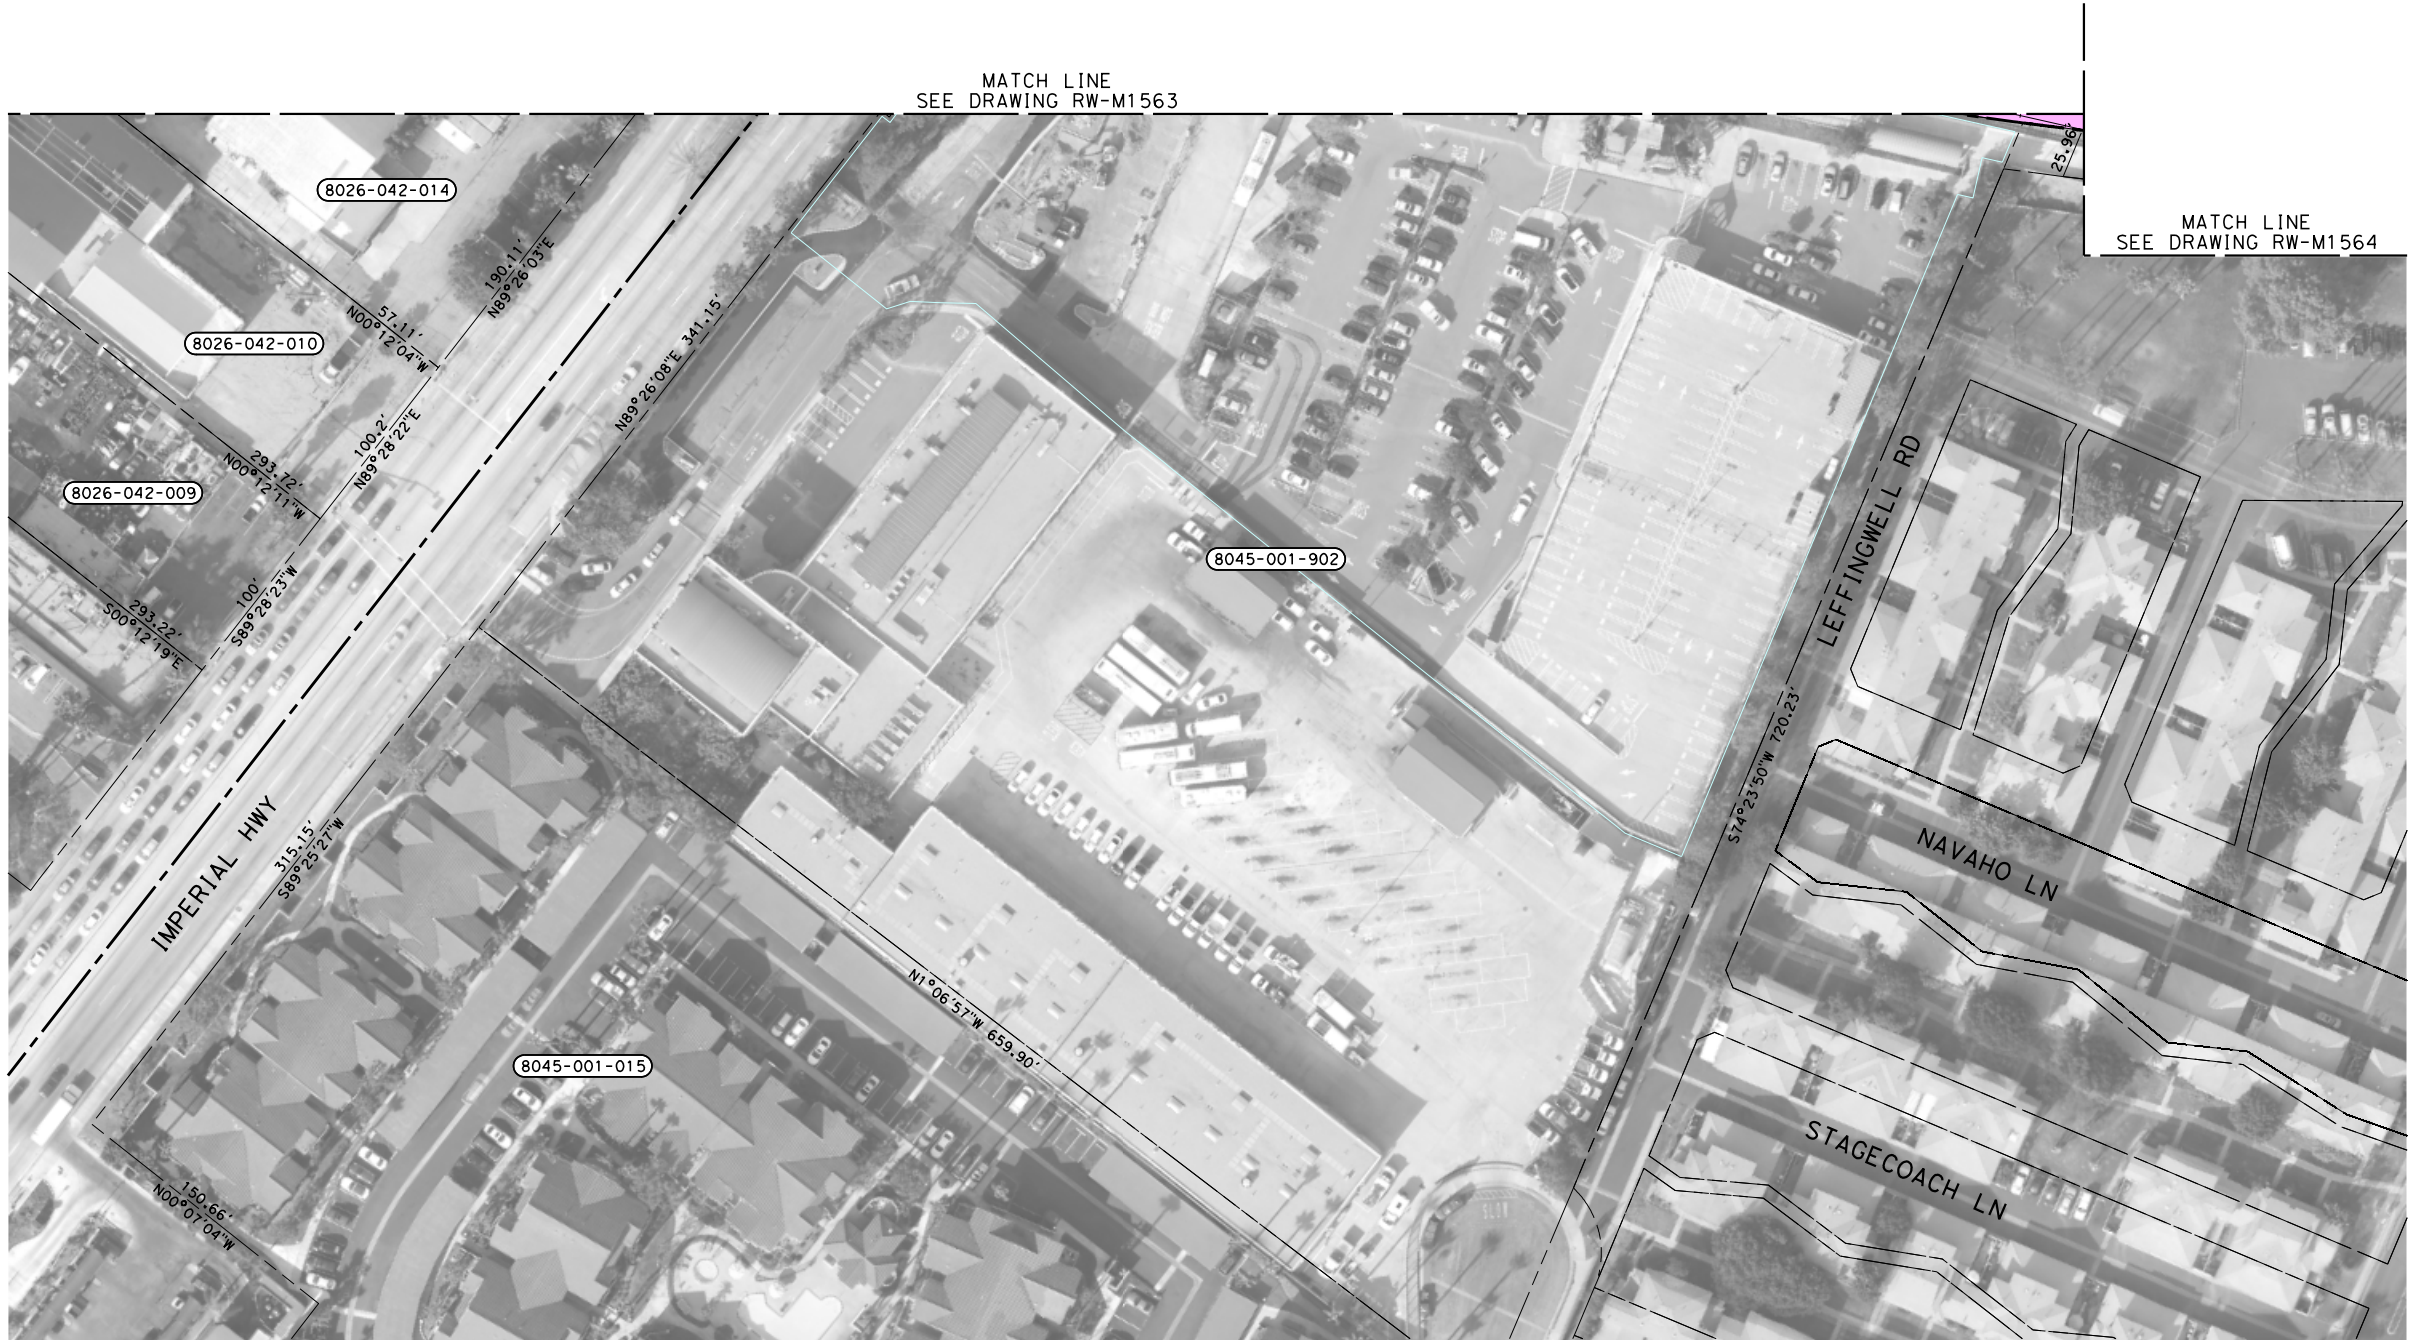 MATCH LINE
SEE DRAWING RW-M1563
25.96'
8026-042-014
MATCH LINE
SEE DRAWING RW-M1564
190.11'
N89°26'03"E
8026-042-010
57.11'
N00°12'04"W
N89°26'08"E 341.15'
100.2'
N89°28'22"E
293.72'
N00°12'11"W
8026-042-009
LEFFINGWELL RD
8045-001-902
100'
S89°28'23"W
293.22'
S00°12'19"E
S74°23'50"W 720.23'
IMPERIAL HWY
315.15'
S89°25'27"W
NAVAHO LN
N1°06'57"W 659.90'
8045-001-015
STAGECOACH LN
150.66'
N00°07'04"W
SLOW